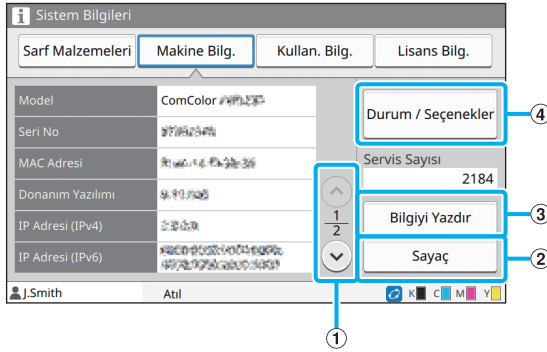 i Sistem Bilgileri
Sarf Malzemeleri Makine Bilg. Kullan. Bilg. Lisans Bilg.
Model ComColor
Seri No
MAC Adresi
Donanım Yazılımı
IP Adresi (IPv4)
IP Adresi (IPv6)
1
2
Durum / Seçenekler
4
Servis Sayısı
2184
Bilgiyi Yazdır
3
Sayaç
2
J.Smith Atıl K C M Y
1